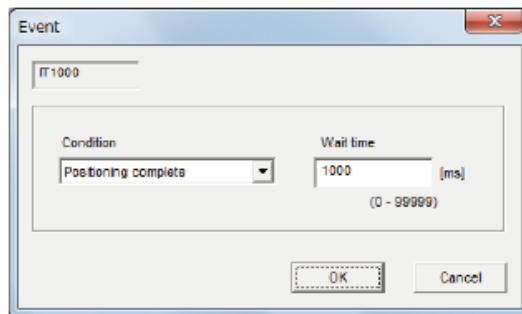 Event
IT1000
Condition
Wait time
Positioning complete
1000
[ms]
(0 - 99999)
OK
Cancel